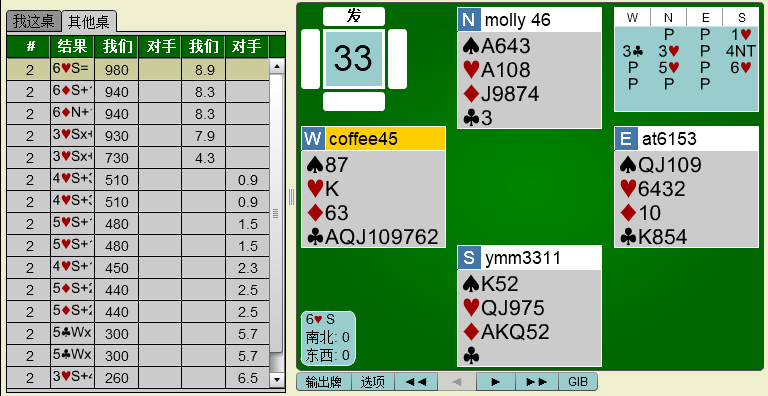 我这桌 其他桌
# 结果 我们 对手 我们 对手
2 6♥S= 980 8.9
2 6♦S+ 940 8.3
2 6♦N+ 940 8.3
2 3♥Sx+ 930 7.9
2 3♥Sx+ 730 4.3
2 4♥S+ 510 0.9
2 4♥S+ 510 0.9
2 5♥S+ 480 1.5
2 5♥S+ 480 1.5
2 4♥S+ 450 2.3
2 5♦S+2 440 2.5
2 5♦S+2 440 2.5
2 5♣Wx 300 5.7
2 5♣Wx 300 5.7
2 3♥S+4 260 6.5
发
33
N molly 46
♠A643
♥A108
♦J9874
♣3
W N E S
P P 1♥
3♣ 3♥ P 4NT
P 5♥ P 6♥
P P P
W coffee45
♠87
♥K
♦63
♣AQJ109762
E at6153
♠QJ109
♥6432
♦10
♣K854
S ymm3311
♠K52
♥QJ975
♦AKQ52
♣
6♥ S
南北: 0
东西: 0
输出牌 选项 GIB